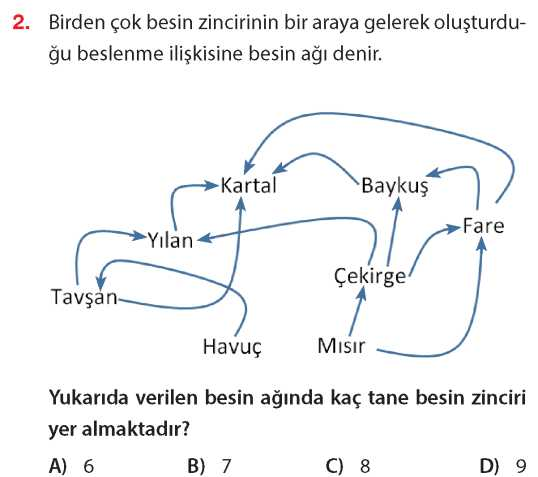 2. Birden çok besin zincirinin bir araya gelerek oluşturdu-
ğu beslenme ilişkisine besin ağı denir.
Kartal
Baykuş
Fare
Yılan
Çekirge
Tavşan
Havuç
Mısır
Yukarıda verilen besin ağında kaç tane besin zinciri
yer almaktadır?
A) 6 B) 7 C) 8 D) 9